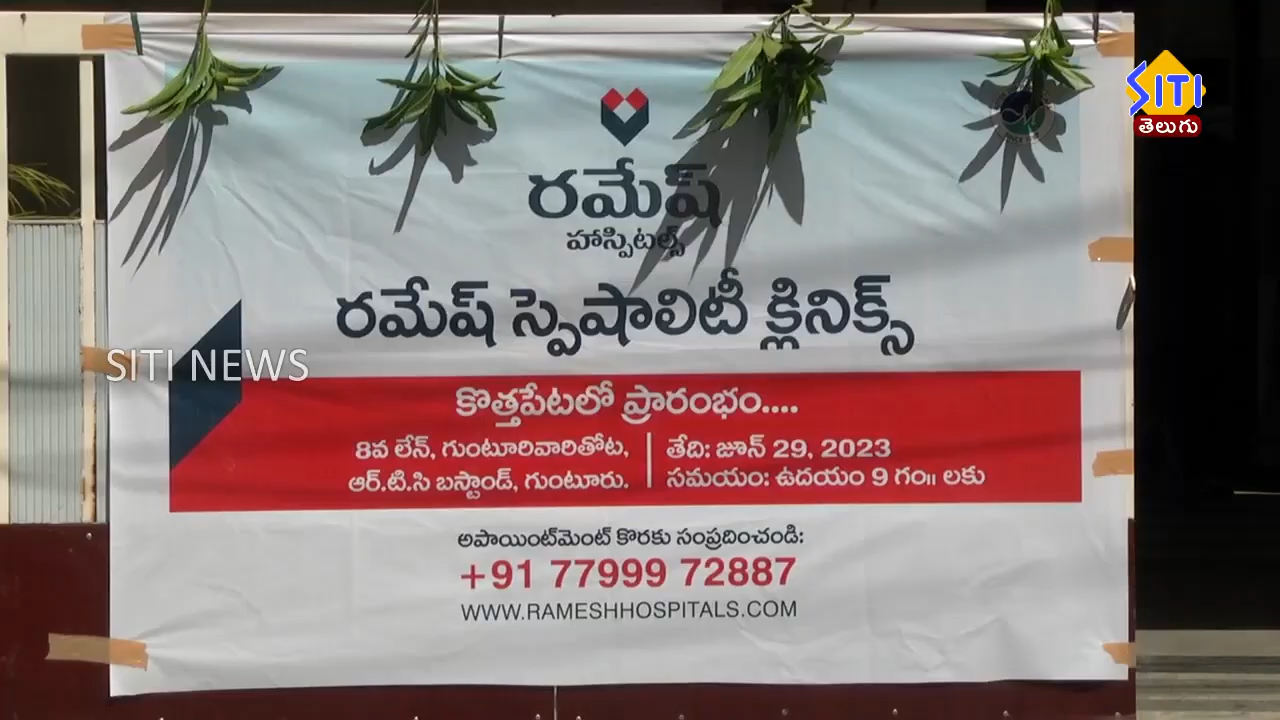 SITI
తెలుగు
రమేష్
హాస్పిటల్స్
రమేష్ స్పెషాలిటీ క్లినిక్స్
SITI NEWS
కొత్తపేటలో ప్రారంభం....
8వ లేన్, గుంటూరివారితోట,
ఆర్.టి.సి బస్టాండ్, గుంటూరు.
తేది: జూన్ 29, 2023
సమయం: ఉదయం 9 గం॥ లకు
అపాయింట్‌మెంట్ కొరకు సంప్రదించండి:
+91 77999 72887
WWW.RAMESHHOSPITALS.COM